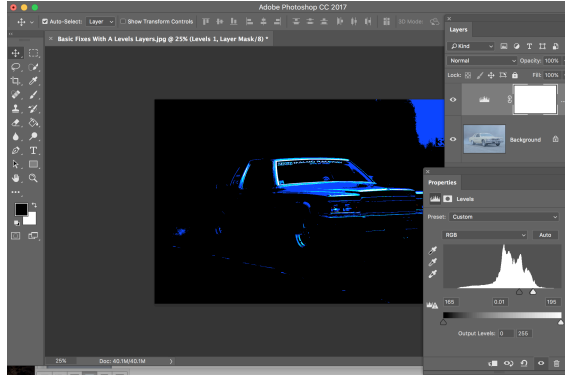 Adobe Photoshop CC 2017
Auto-Select: Layer Show Transform Controls 3D Mode:
Basic Fixes With A Levels Layers.jpg @ 25% (Levels 1, Layer Mask/8) *
Layers
Kind
Normal Opacity: 100%
Lock: Fill: 100%
Background
Properties
Levels
Preset: Custom
RGB Auto
165 0.01 195
Output Levels: 0 255
25% Doc: 40.1M/40.1M